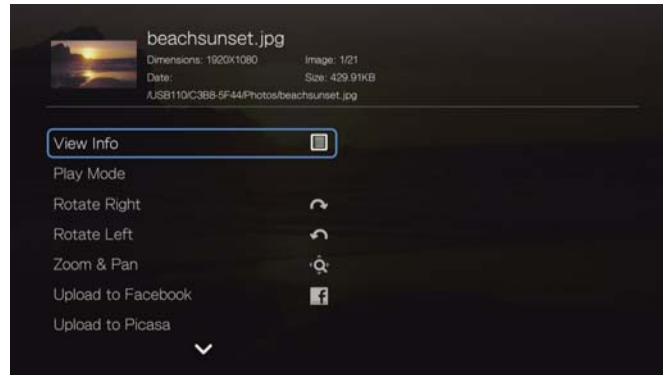 beachsunset.jpg
Dimensions: 1920X1080 Image: 1/21
Date: Size: 429.91KB
/USB110/C3B8-5F44/Photos/beachsunset.jpg
View Info
Play Mode
Rotate Right
Rotate Left
Zoom & Pan
Upload to Facebook
Upload to Picasa